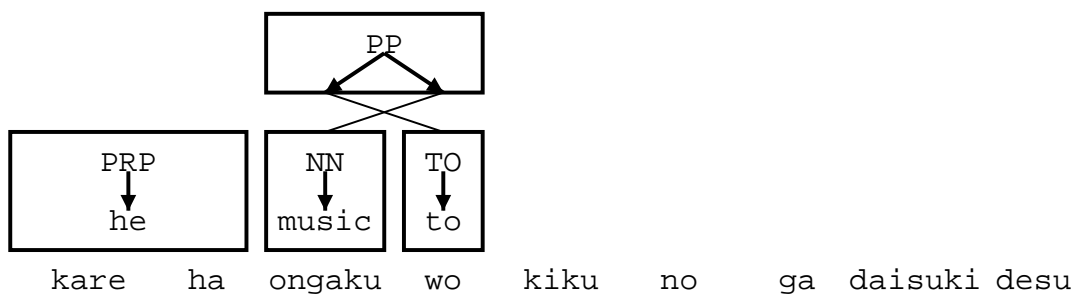 PP
PRP NN TO
he music to
kare ha ongaku wo kiku no ga daisuki desu